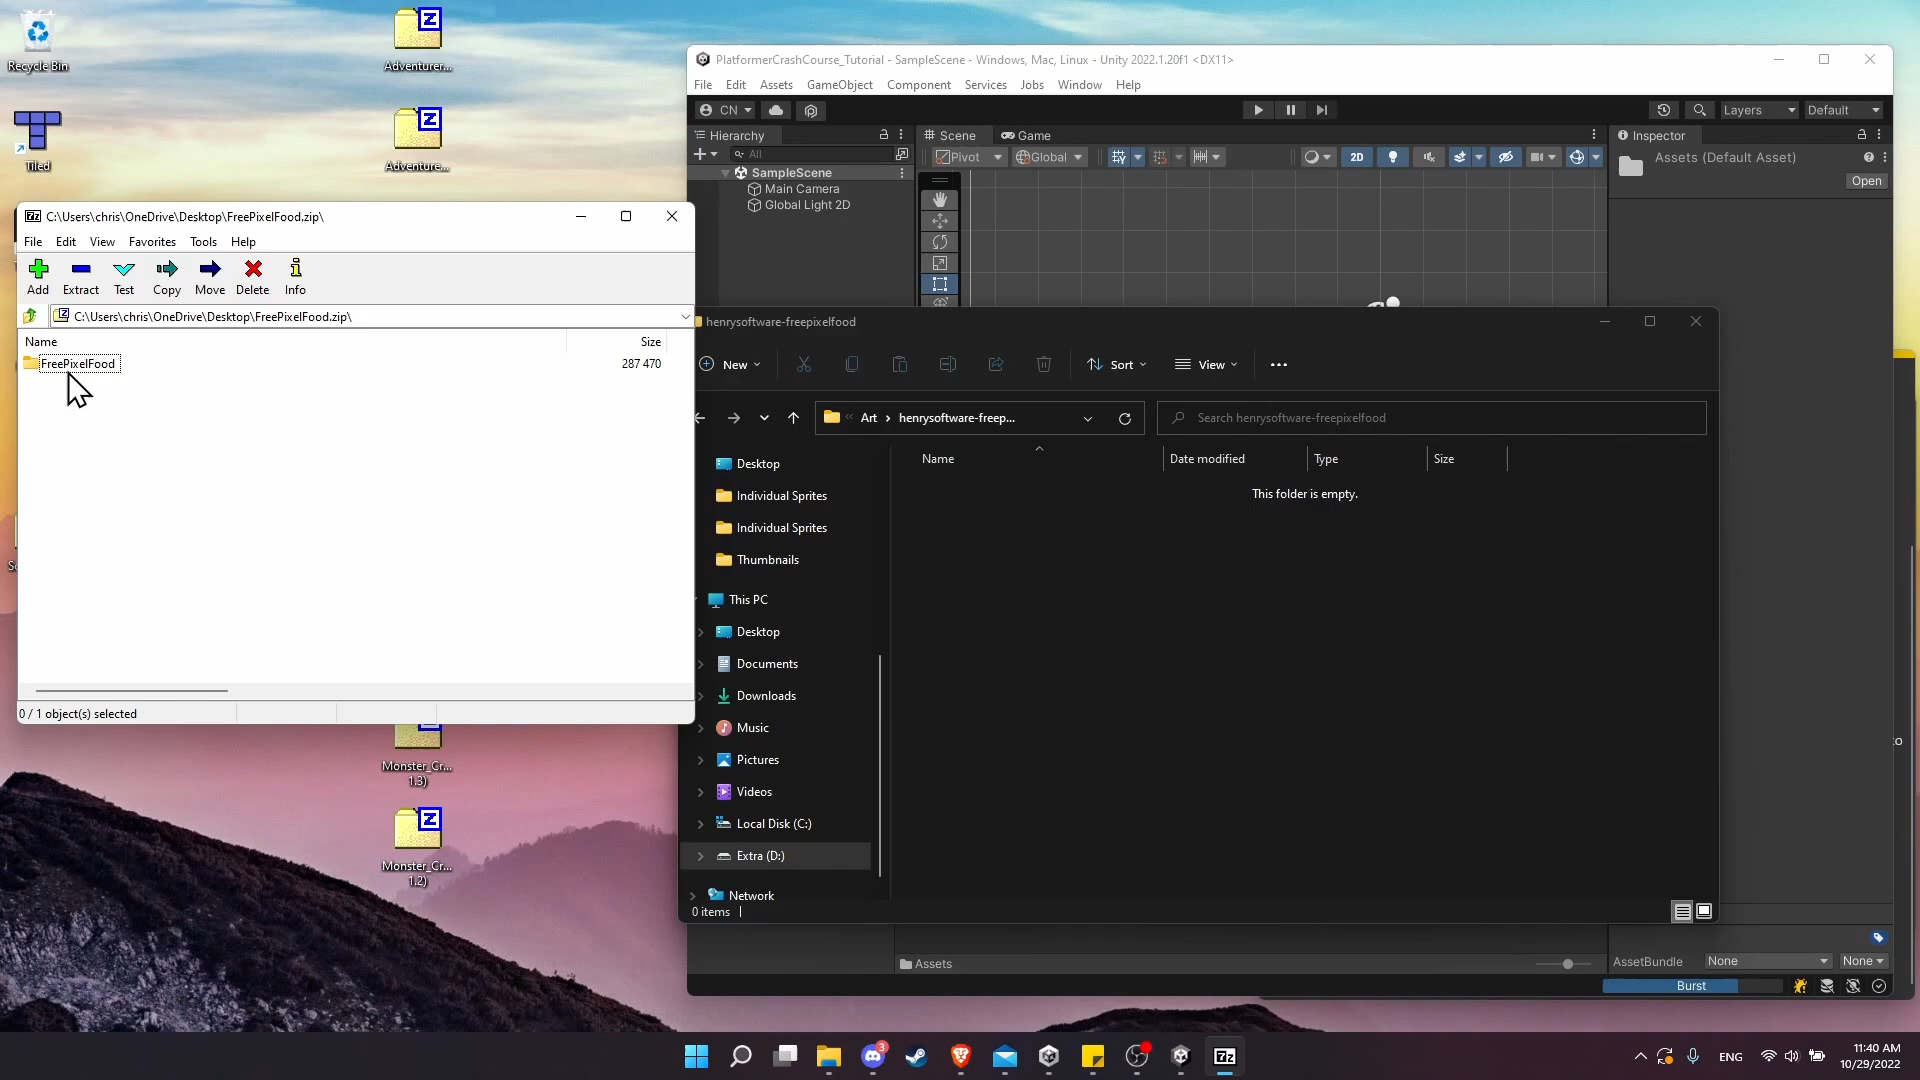 Recycle Bin
Adventurer...
Tiled
Adventure...
Monster_Cr...
1.3)
Monster_Cr...
1.2)
PlatformerCrashCourse_Tutorial - SampleScene - Windows, Mac, Linux - Unity 2022.1.20f1 <DX11>
File Edit Assets GameObject Component Services Jobs Window Help
CN Layers Default
Hierarchy Scene Game Inspector
All Pivot Global 2D Assets (Default Asset)
SampleScene Open
Main Camera
Global Light 2D
C:\Users\chris\OneDrive\Desktop\FreePixelFood.zip\
File Edit View Favorites Tools Help
Add Extract Test Copy Move Delete Info
C:\Users\chris\OneDrive\Desktop\FreePixelFood.zip\
Name Size
FreePixelFood 287 470
0 / 1 object(s) selected
henrysoftware-freepixelfood
New Sort View
Art henrysoftware-freep... Search henrysoftware-freepixelfood
Name Date modified Type Size
This folder is empty.
Desktop
Individual Sprites
Individual Sprites
Thumbnails
This PC
Desktop
Documents
Downloads
Music
Pictures
Videos
Local Disk (C:)
Extra (D:)
Network
0 items
Assets
AssetBundle None None
Burst
3
7z
ENG
11:40 AM
10/29/2022